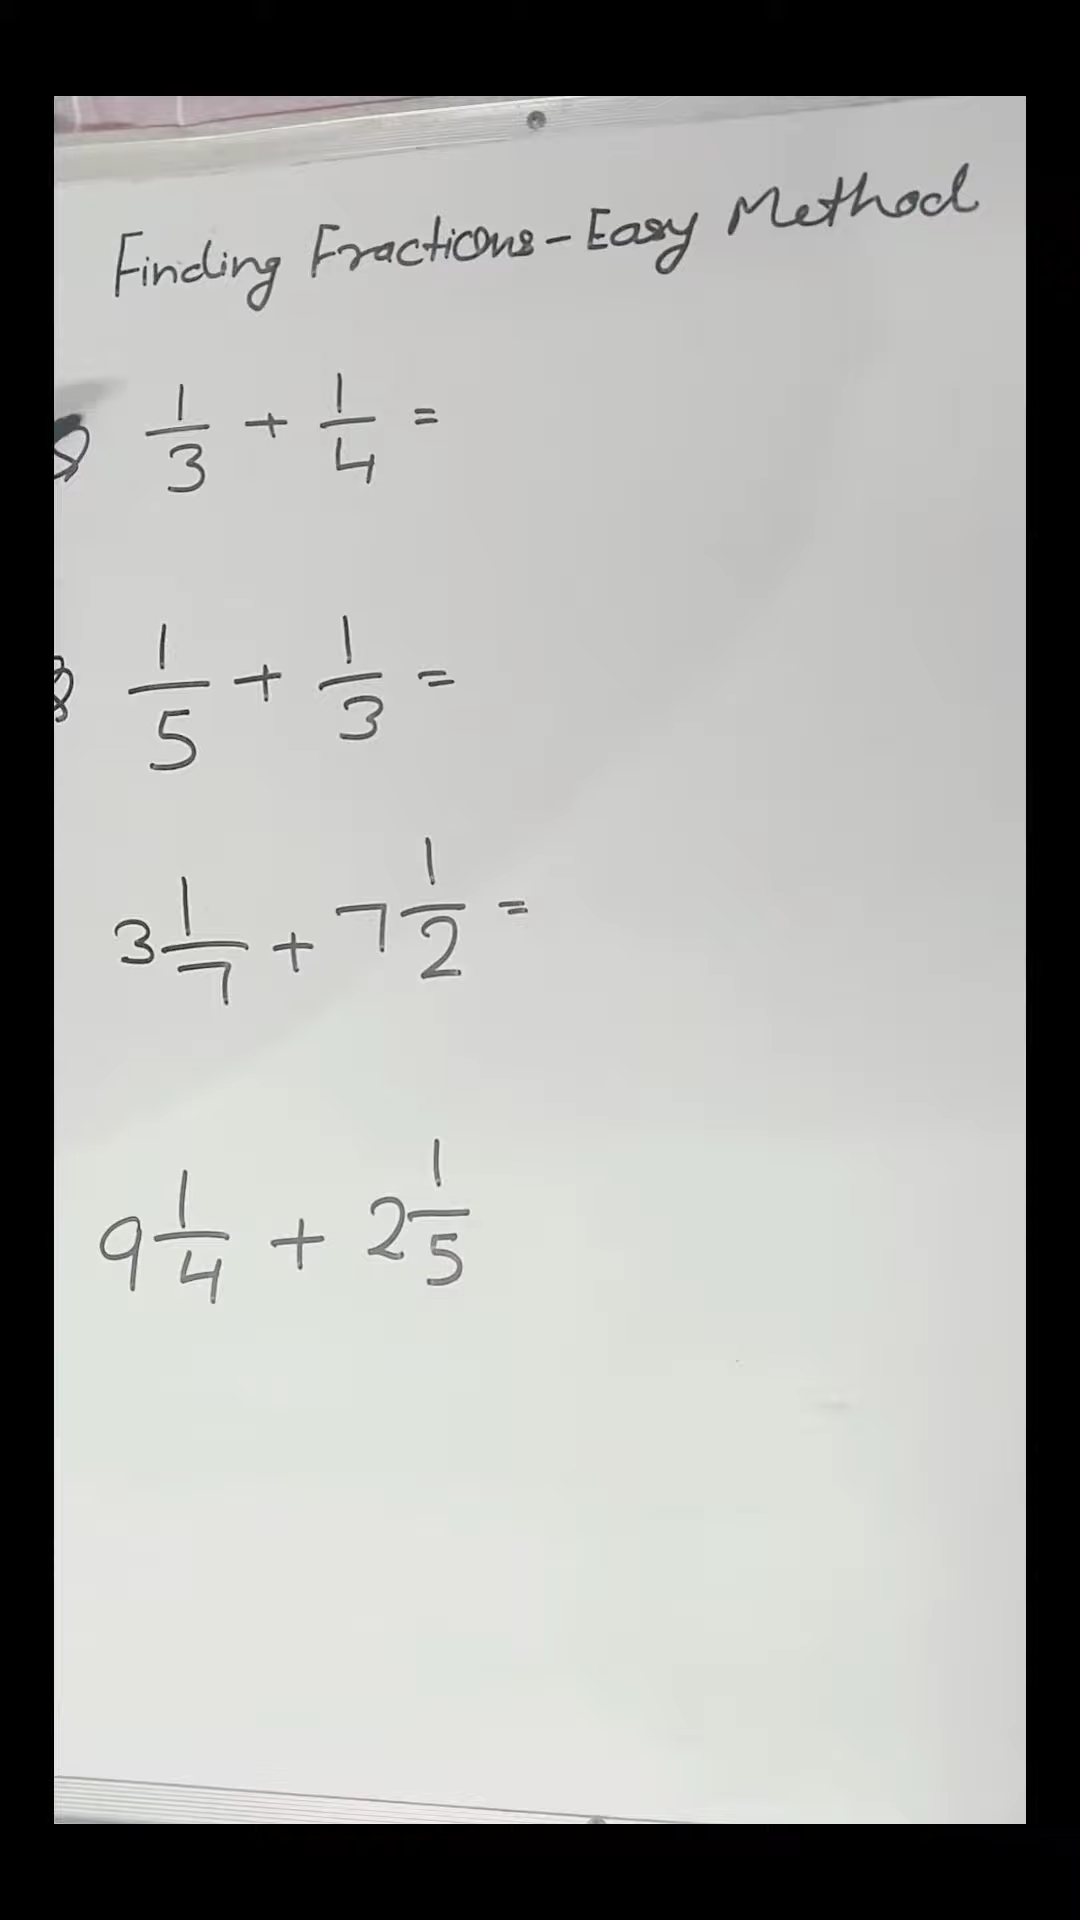 Finding Fractions - Easy Method
1/3 + 1/4 =
1/5 + 1/3 =
3 1/7 + 7 1/2 =
9 1/4 + 2 1/5